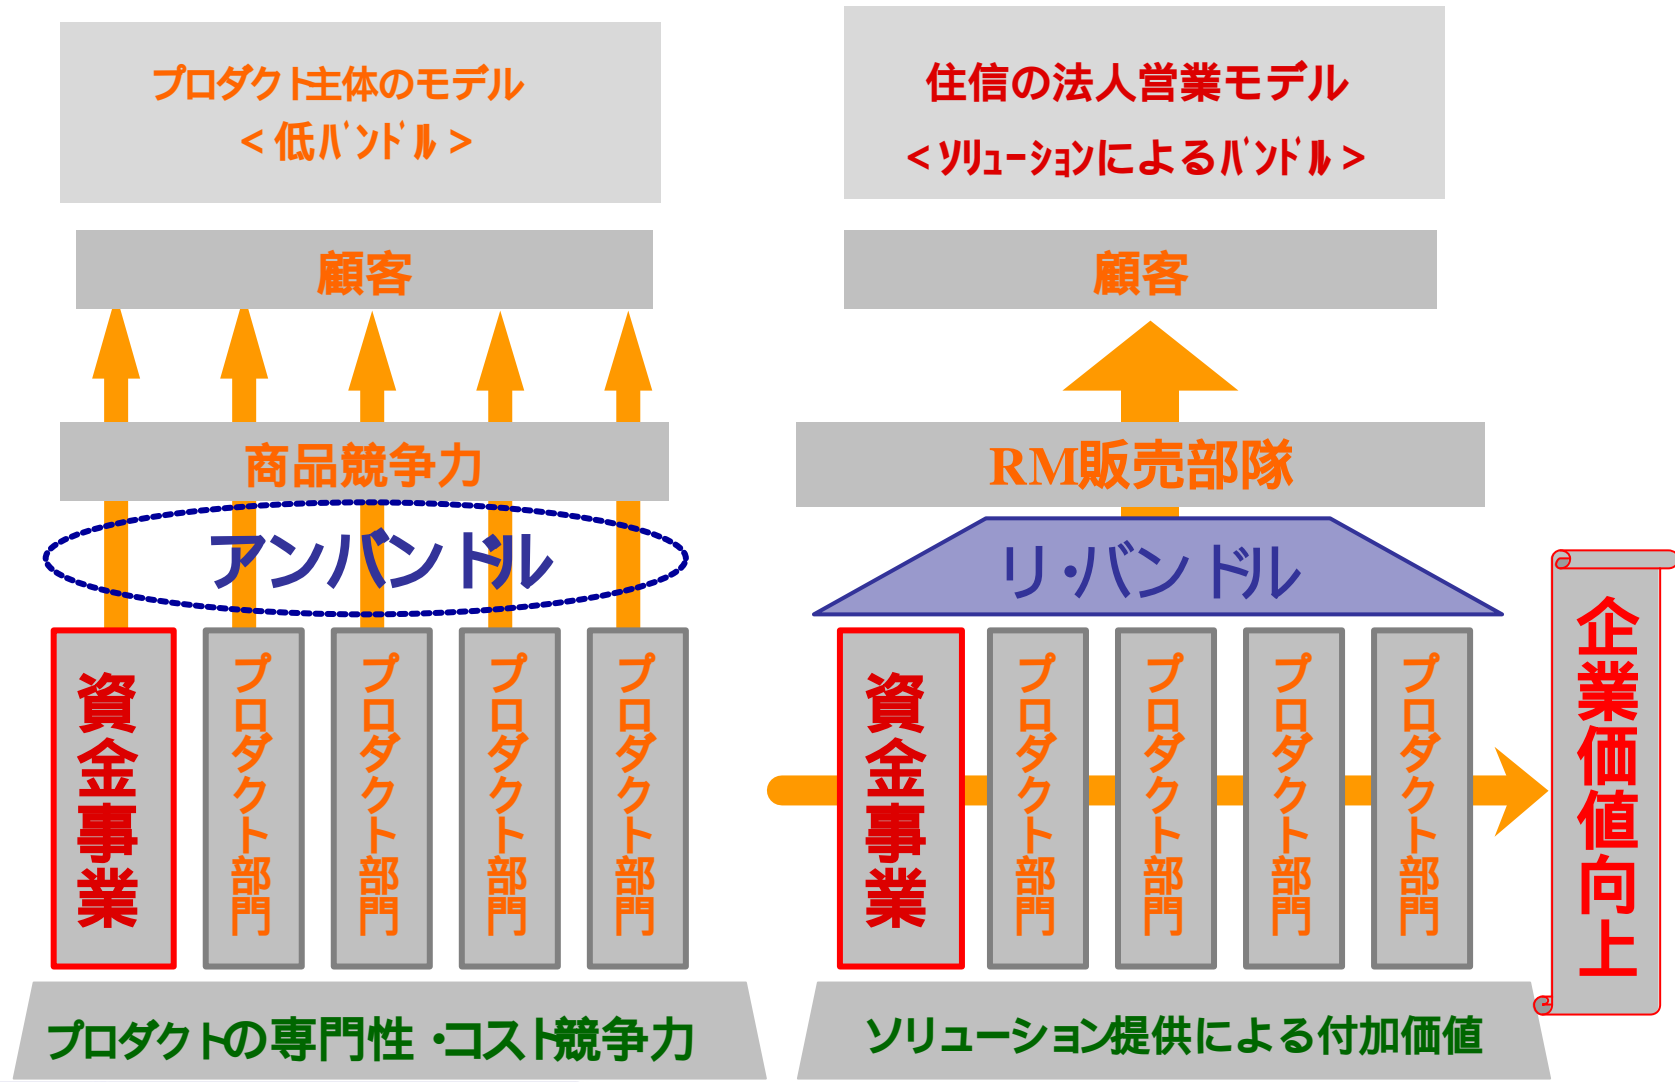 プロダクト主体のモデル
<低ﾊﾞﾝﾄﾞﾙ>
顧客
商品競争力
アンバンドル
資金事業
プロダクト部門
プロダクト部門
プロダクト部門
プロダクト部門
プロダクトの専門性・コスト競争力
住信の法人営業モデル
<ｿﾘｭｰｼｮﾝによるﾊﾞﾝﾄﾞﾙ>
顧客
RM販売部隊
リ・バンドル
資金事業
プロダクト部門
プロダクト部門
プロダクト部門
プロダクト部門
企業価値向上
ソリューション提供による付加価値